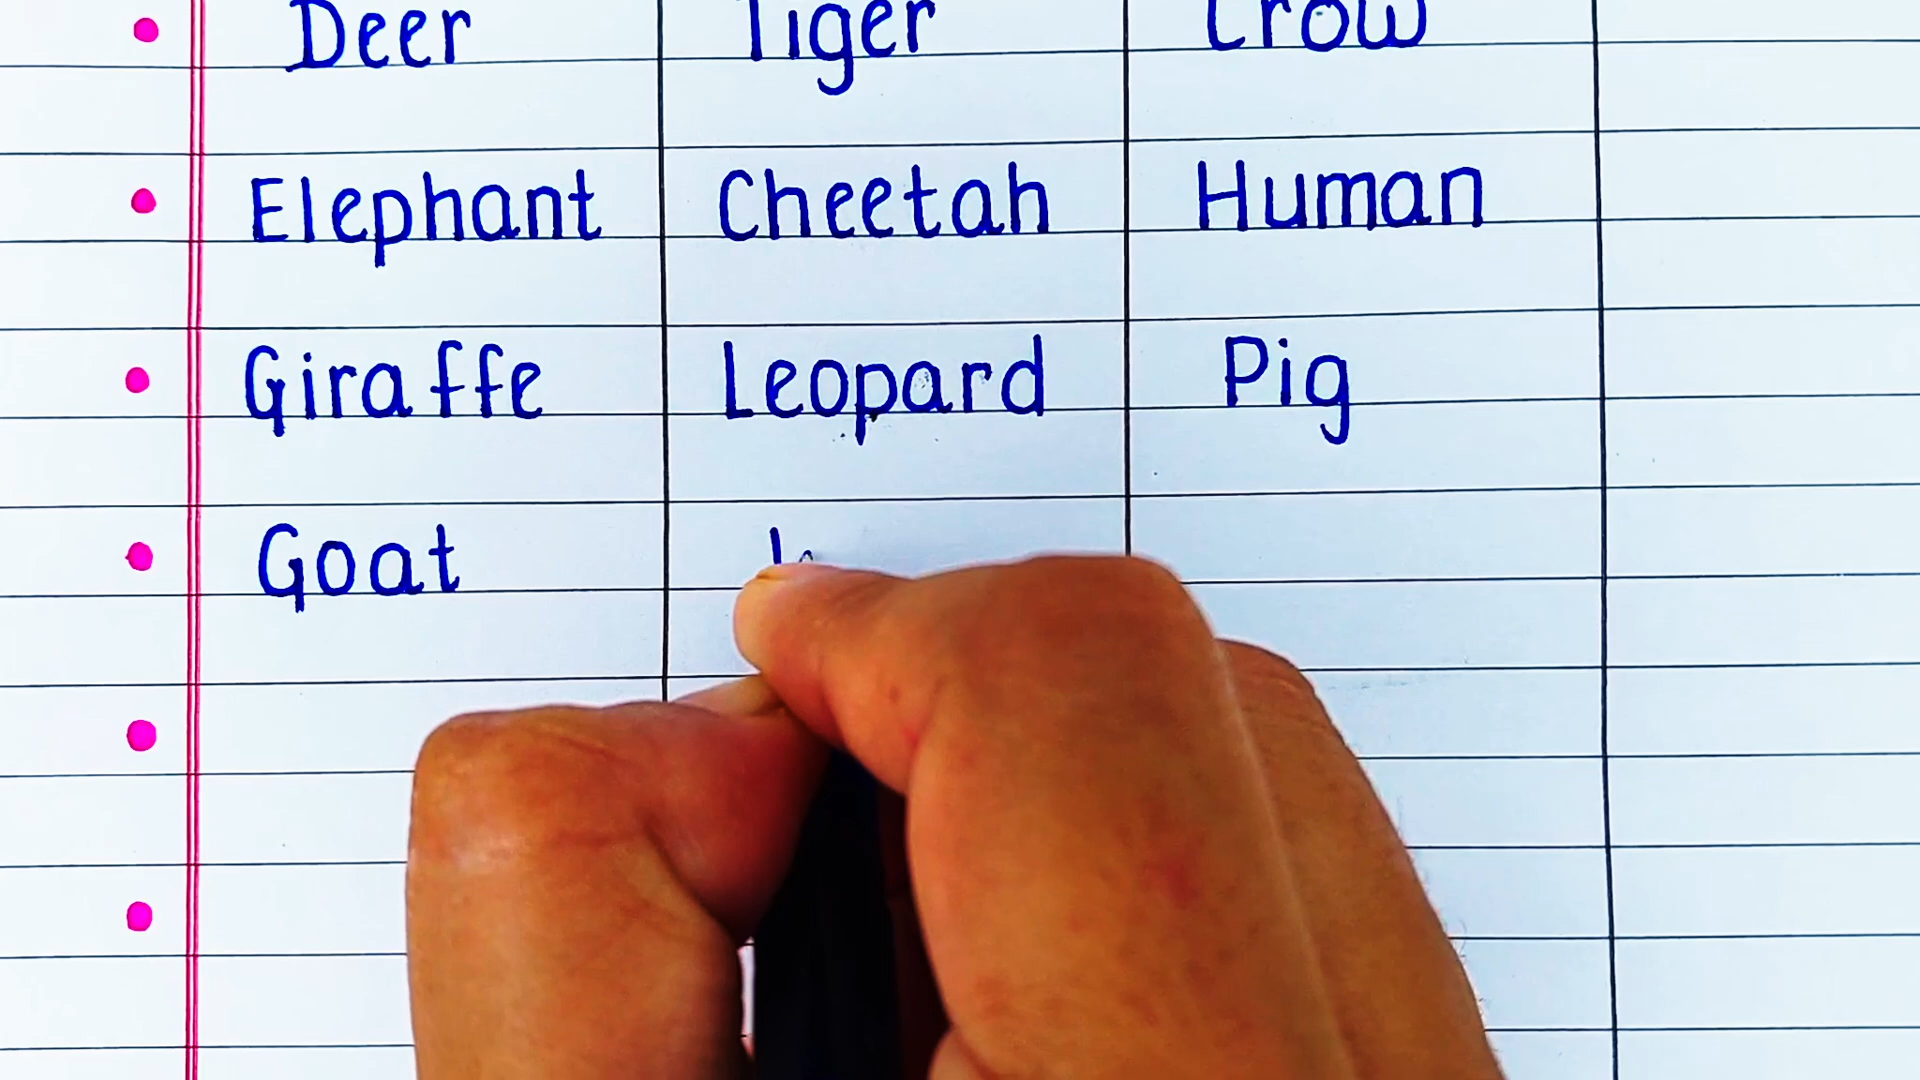 Deer Tiger Crow
Elephant Cheetah Human
Giraffe Leopard Pig
Goat